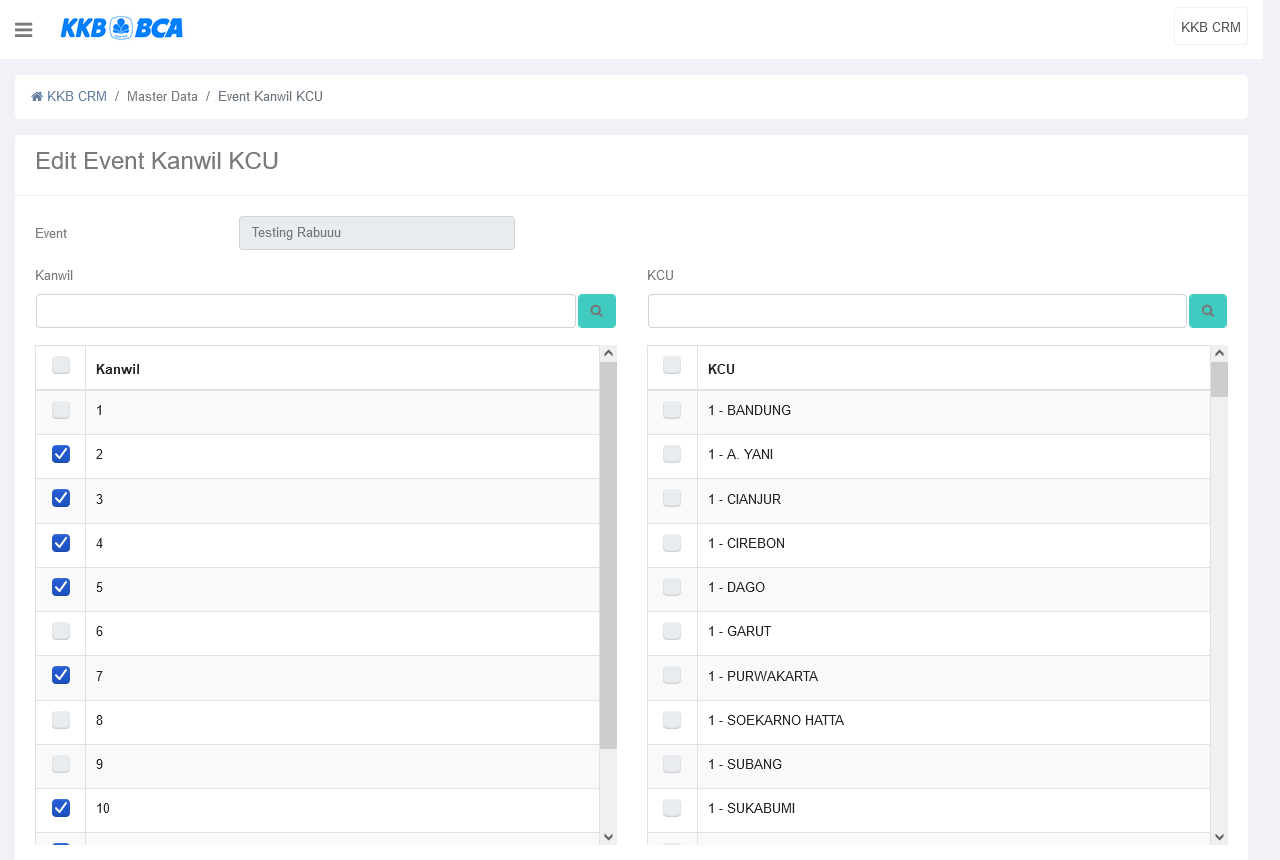 KKB BCA
KKB CRM
KKB CRM / Master Data / Event Kanwil KCU
Edit Event Kanwil KCU
Event
Testing Rabuuu
Kanwil
KCU
Kanwil
1
2
3
4
5
6
7
8
9
10
KCU
1 - BANDUNG
1 - A. YANI
1 - CIANJUR
1 - CIREBON
1 - DAGO
1 - GARUT
1 - PURWAKARTA
1 - SOEKARNO HATTA
1 - SUBANG
1 - SUKABUMI